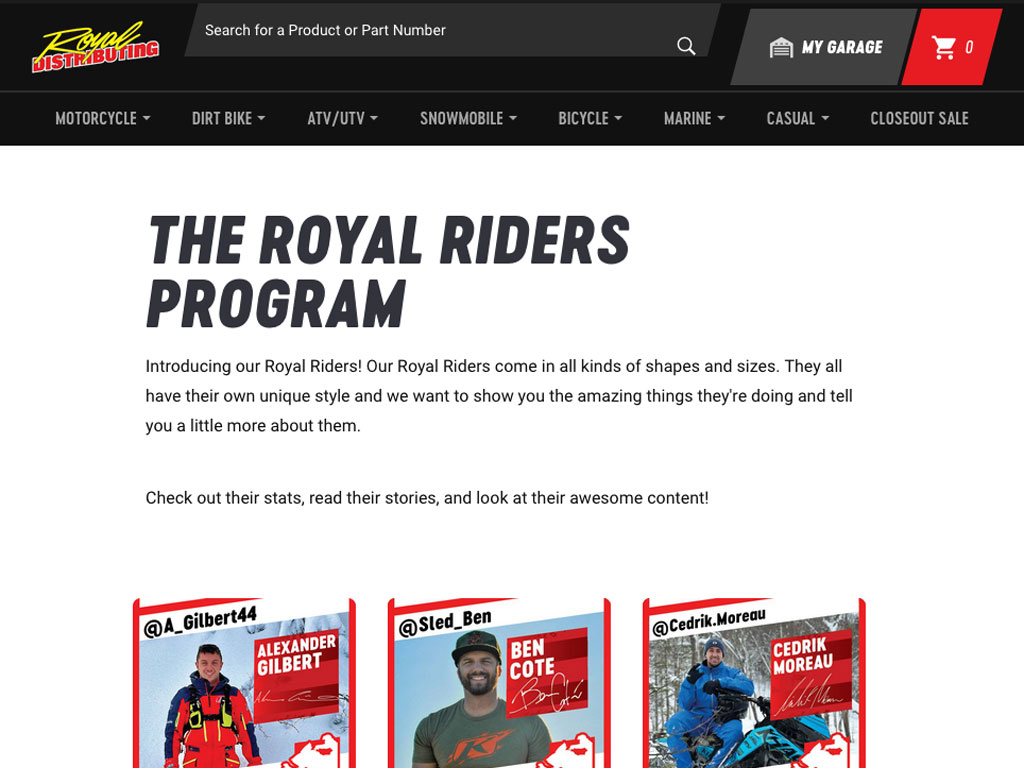 Royal
DISTRIBUTING
Search for a Product or Part Number
MY GARAGE
0
MOTORCYCLE
DIRT BIKE
ATV/UTV
SNOWMOBILE
BICYCLE
MARINE
CASUAL
CLOSEOUT SALE
THE ROYAL RIDERS
PROGRAM
Introducing our Royal Riders! Our Royal Riders come in all kinds of shapes and sizes. They all
have their own unique style and we want to show you the amazing things they're doing and tell
you a little more about them.
Check out their stats, read their stories, and look at their awesome content!
@A_Gilbert44
ALEXANDER
GILBERT
@Sled_Ben
BEN
COTE
@Cedrik.Moreau
CEDRIK
MOREAU